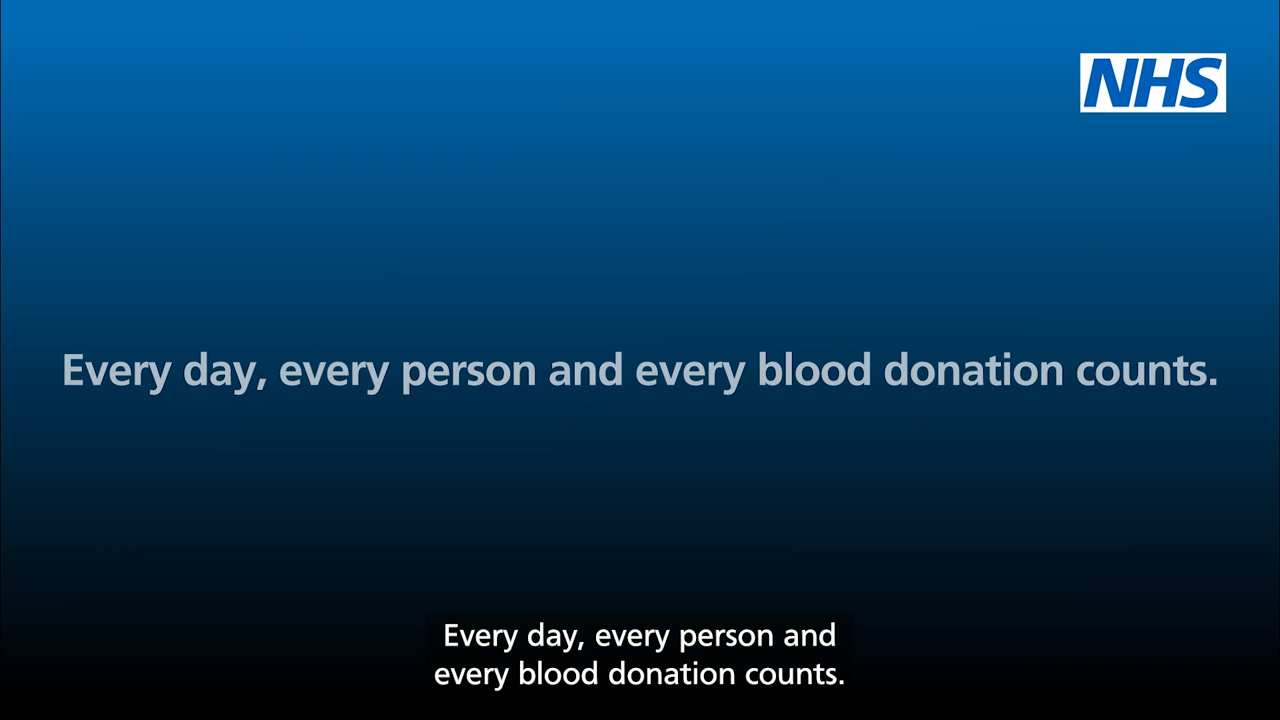 NHS
Every day, every person and every blood donation counts.
Every day, every person and
every blood donation counts.